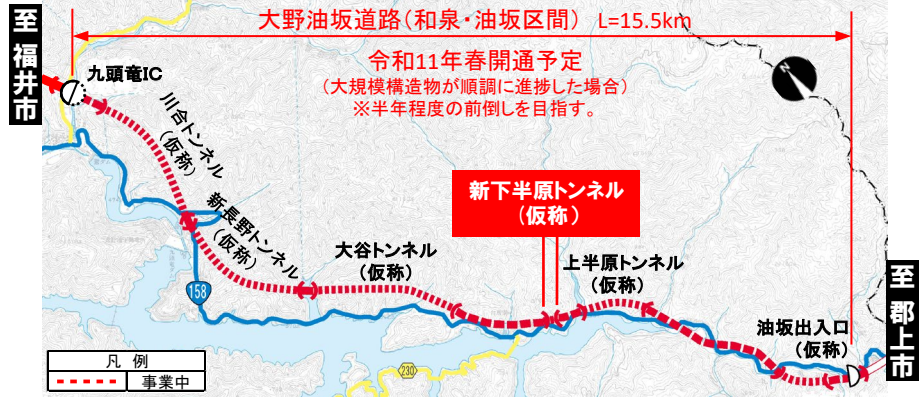 大野油坂道路(和泉・油坂区間) L=15.5km
令和11年春開通予定
(大規模構造物が順調に進捗した場合)
※半年程度の前倒しを目指す。
至 福井市
九頭竜IC
川合トンネル
(仮称)
新長野トンネル
(仮称)
大谷トンネル
(仮称)
新下半原トンネル
(仮称)
上半原トンネル
(仮称)
油坂出入口
(仮称)
至 郡上市
158
230
N
凡 例
事業中